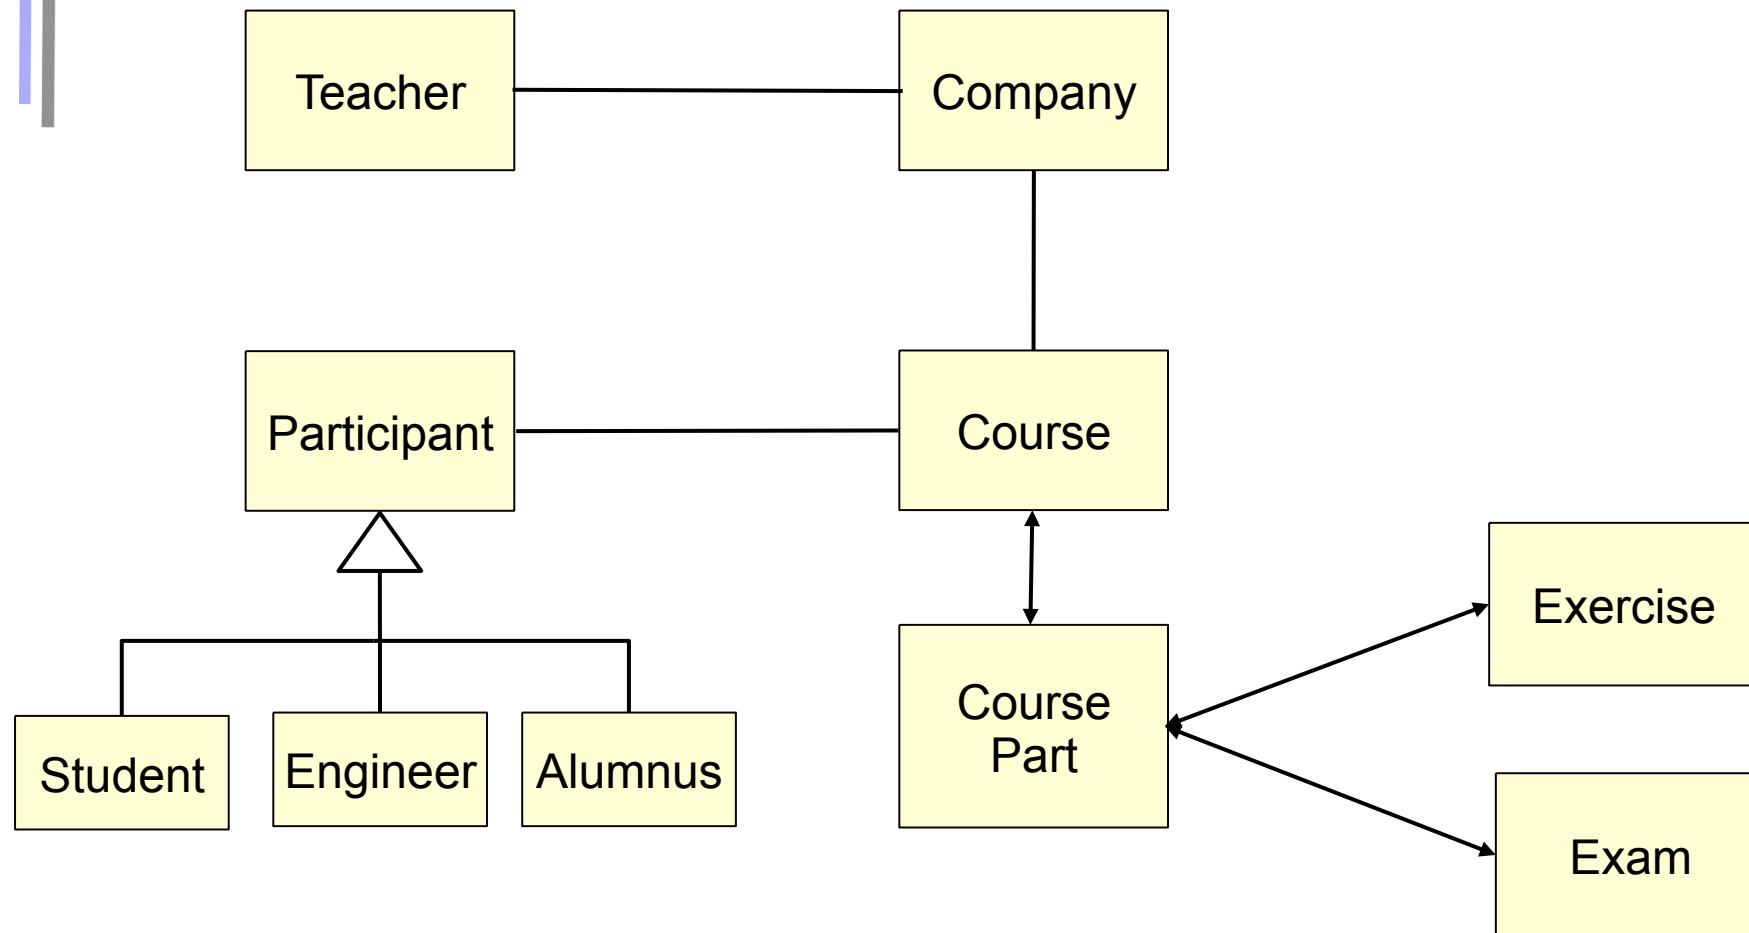 Teacher
Company
Participant
Course
Exercise
Course
Part
Student
Engineer
Alumnus
Exam